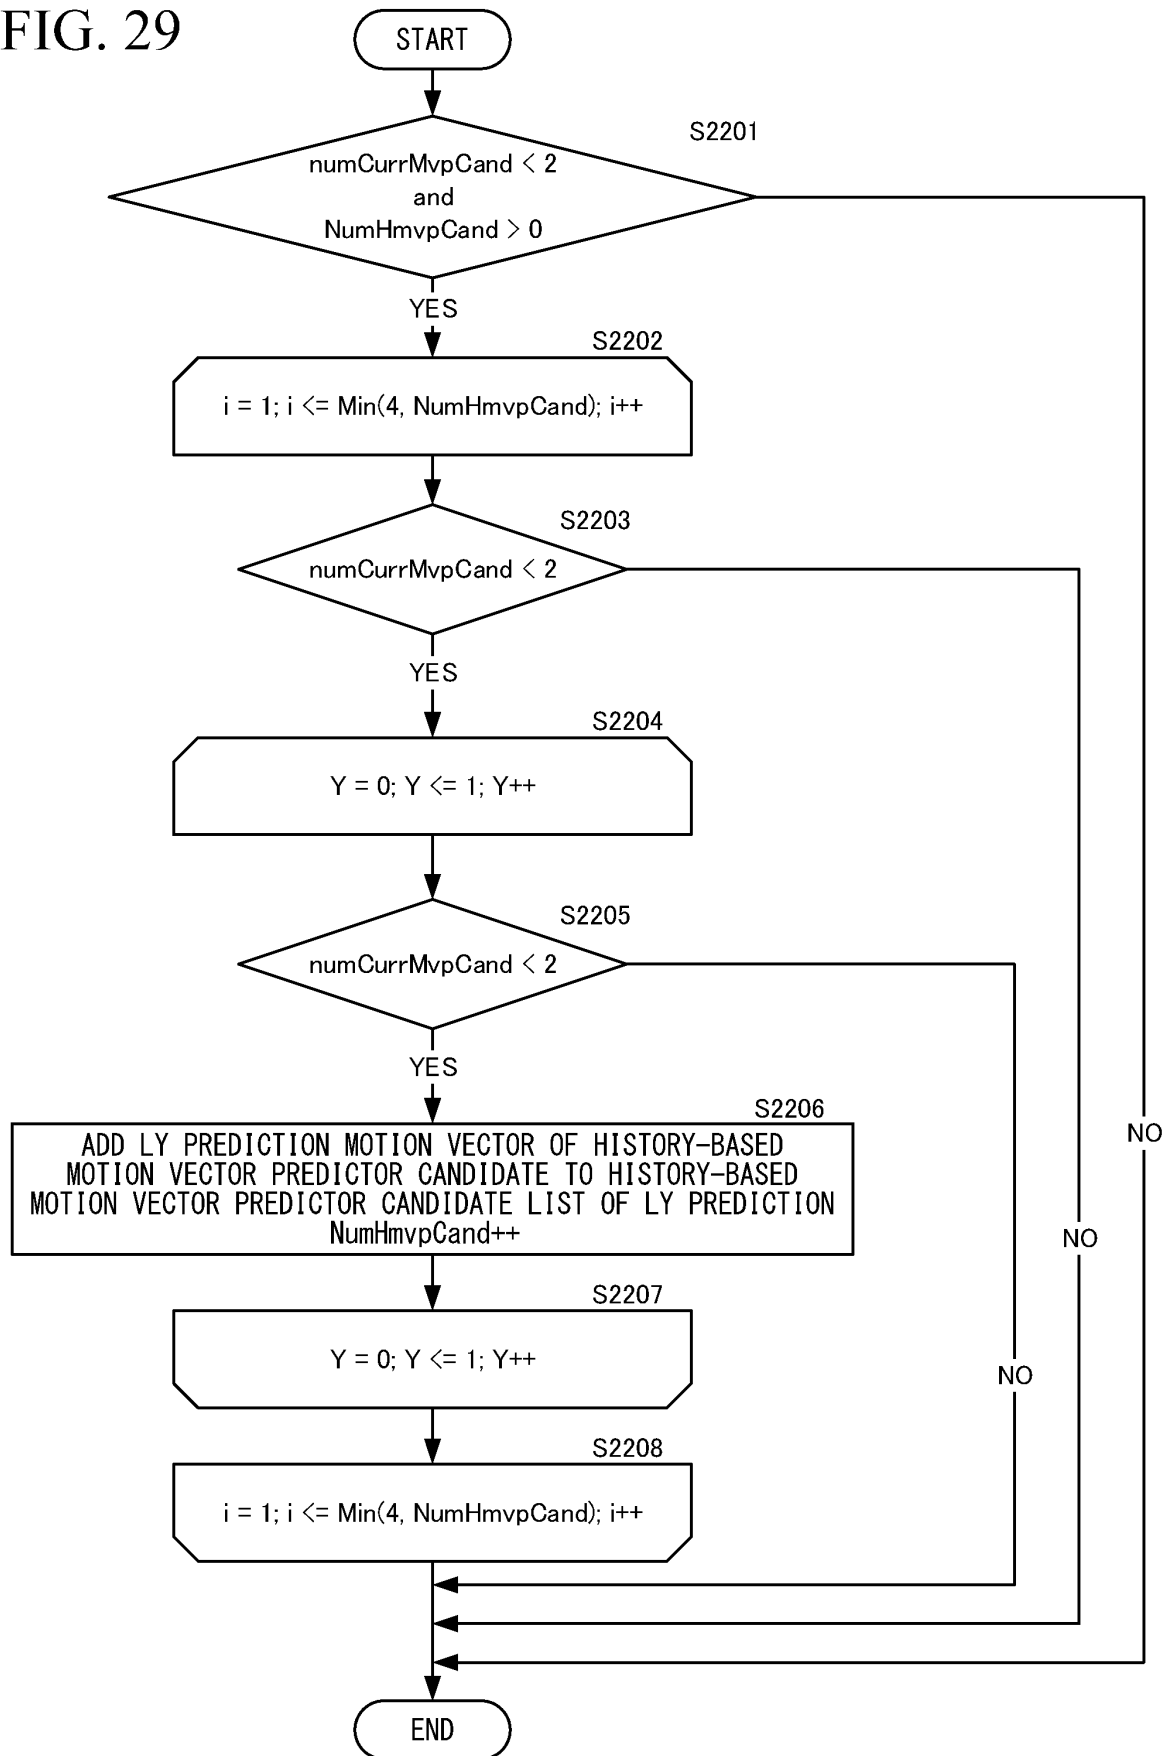 FIG. 29
START
S2201
numCurrMvpCand < 2
and
NumHmvpCand > 0
YES
S2202
i = 1; i <= Min(4, NumHmvpCand); i++
S2203
numCurrMvpCand < 2
YES
S2204
Y = 0; Y <= 1; Y++
S2205
numCurrMvpCand < 2
YES
S2206
ADD LY PREDICTION MOTION VECTOR OF HISTORY-BASED
MOTION VECTOR PREDICTOR CANDIDATE TO HISTORY-BASED
MOTION VECTOR PREDICTOR CANDIDATE LIST OF LY PREDICTION
NumHmvpCand++
NO
NO
S2207
Y = 0; Y <= 1; Y++
NO
S2208
i = 1; i <= Min(4, NumHmvpCand); i++
END